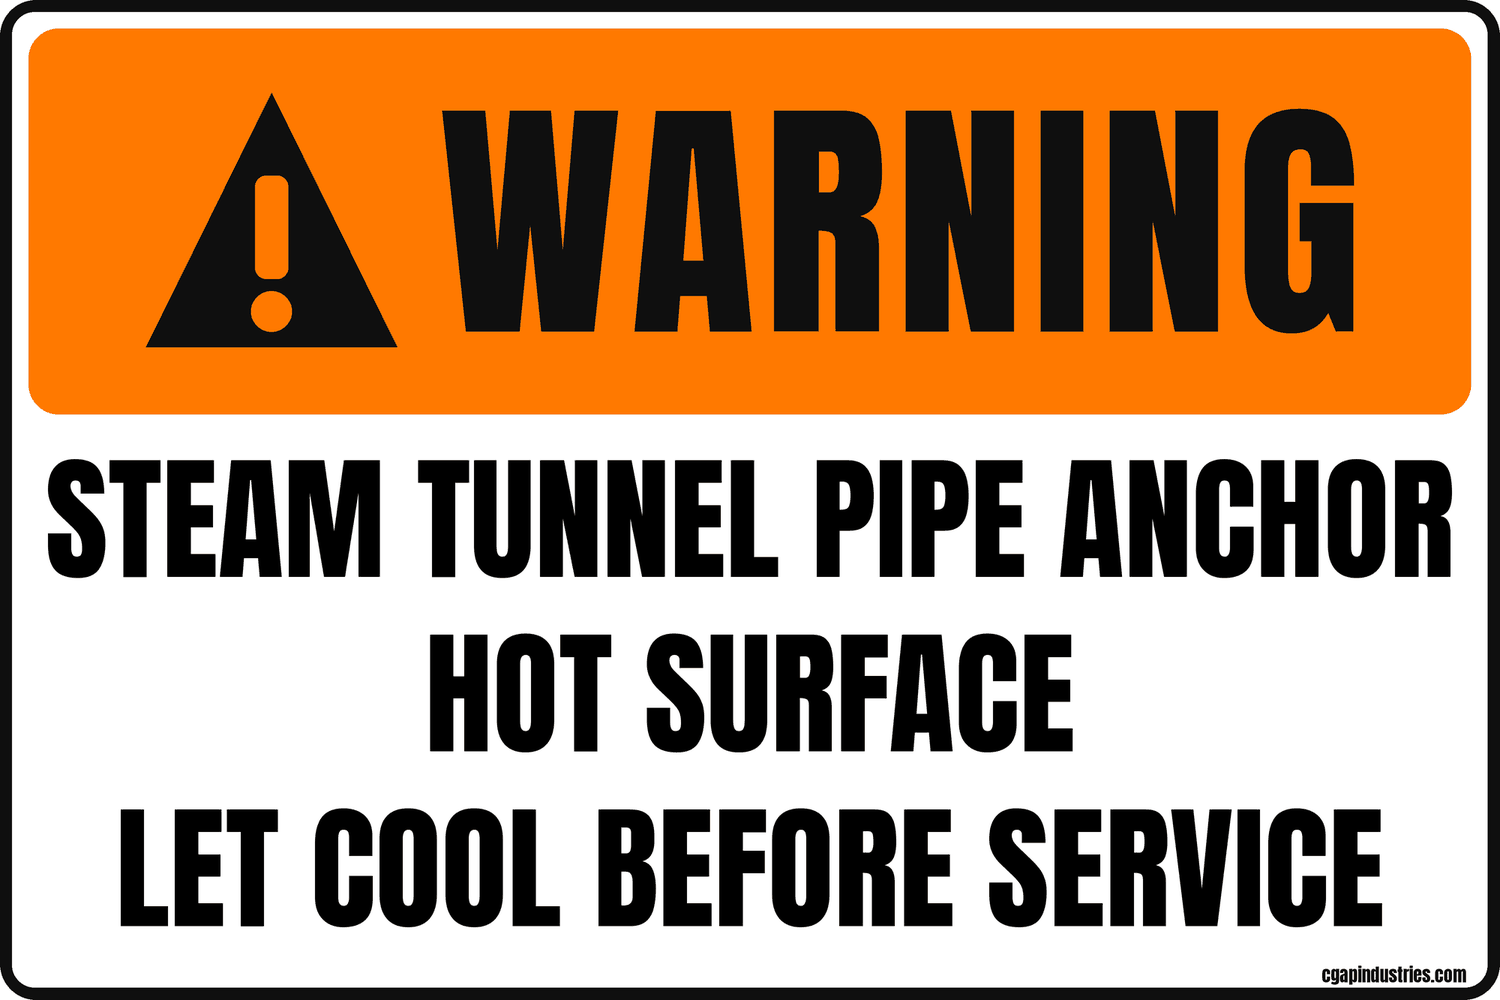 WARNING
STEAM TUNNEL PIPE ANCHOR
HOT SURFACE
LET COOL BEFORE SERVICE
cgapindustries.com